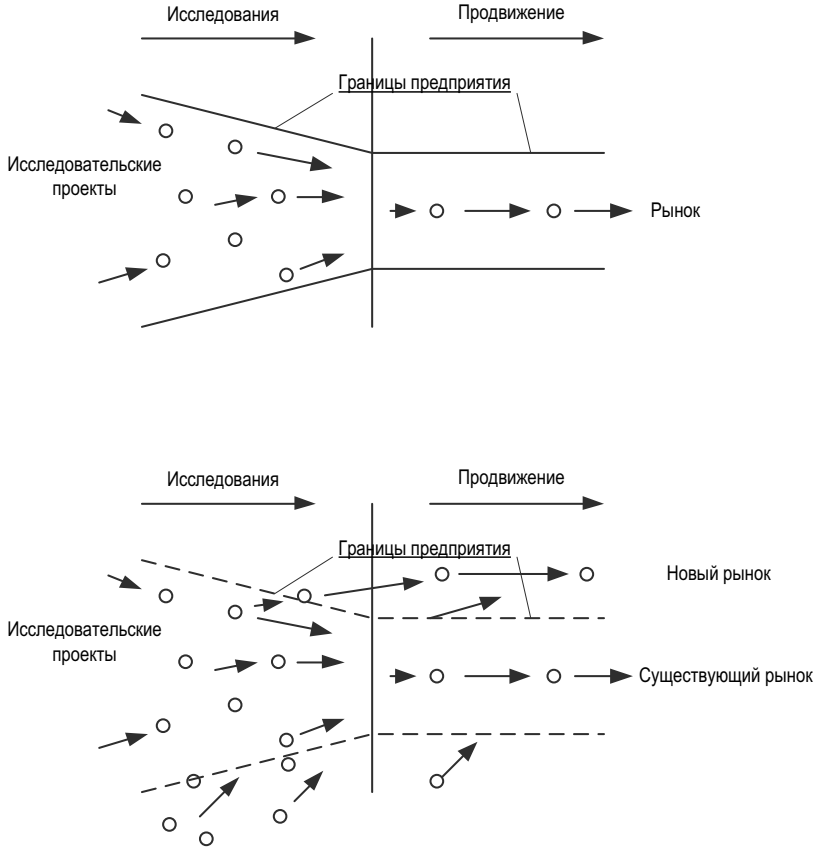 Исследования
Продвижение
Границы предприятия
Исследовательские
проекты
Рынок
Исследования
Продвижение
Границы предприятия
Новый рынок
Исследовательские
проекты
Существующий рынок